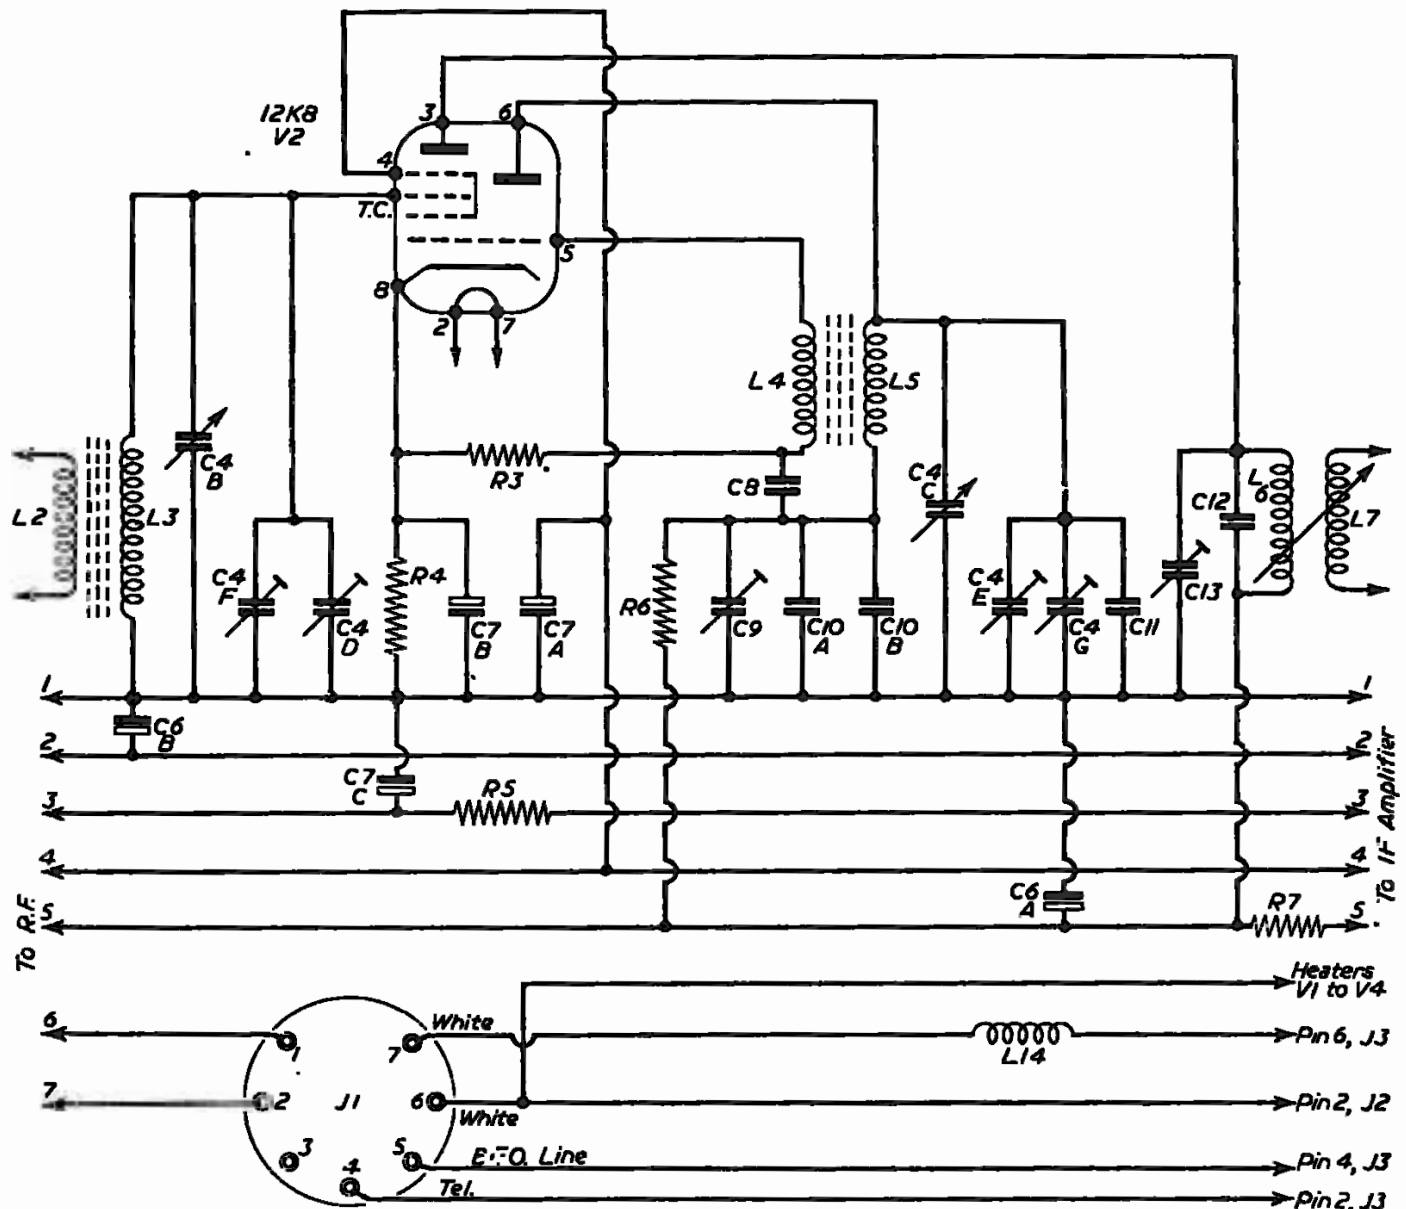 12K8
V2
3
6
4
T.C.
5
8
2
7
L2
L3
C4
B
L4
L5
R3
C8
C4
C
L6
C12
L7
C13
C4
F
C4
D
R4
C7
B
C7
A
R6
C9
C10
A
C10
B
C4
E
C4
G
C11
1
1
C6
B
2
2
C7
C
R5
3
3
4
4
C6
A
R7
5
5
To R.F.
To IF Amplifier
Heaters
V1 to V4
6
White
1
7
L14
Pin 6, J3
7
2
J1
6
White
Pin 2, J2
3
5
B.F.O. Line
Pin 4, J3
4
Tel.
Pin 2, J3